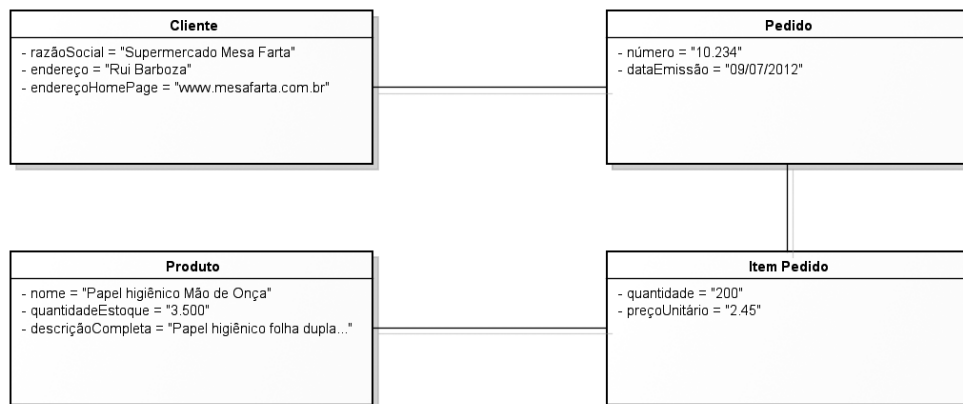 Cliente
- razãoSocial = "Supermercado Mesa Farta"
- endereço = "Rui Barboza"
- endereçoHomePage = "www.mesafarta.com.br"
Pedido
- número = "10.234"
- dataEmissão = "09/07/2012"
Produto
- nome = "Papel higiênico Mão de Onça"
- quantidadeEstoque = "3.500"
- descriçãoCompleta = "Papel higiênico folha dupla..."
Item Pedido
- quantidade = "200"
- preçoUnitário = "2.45"